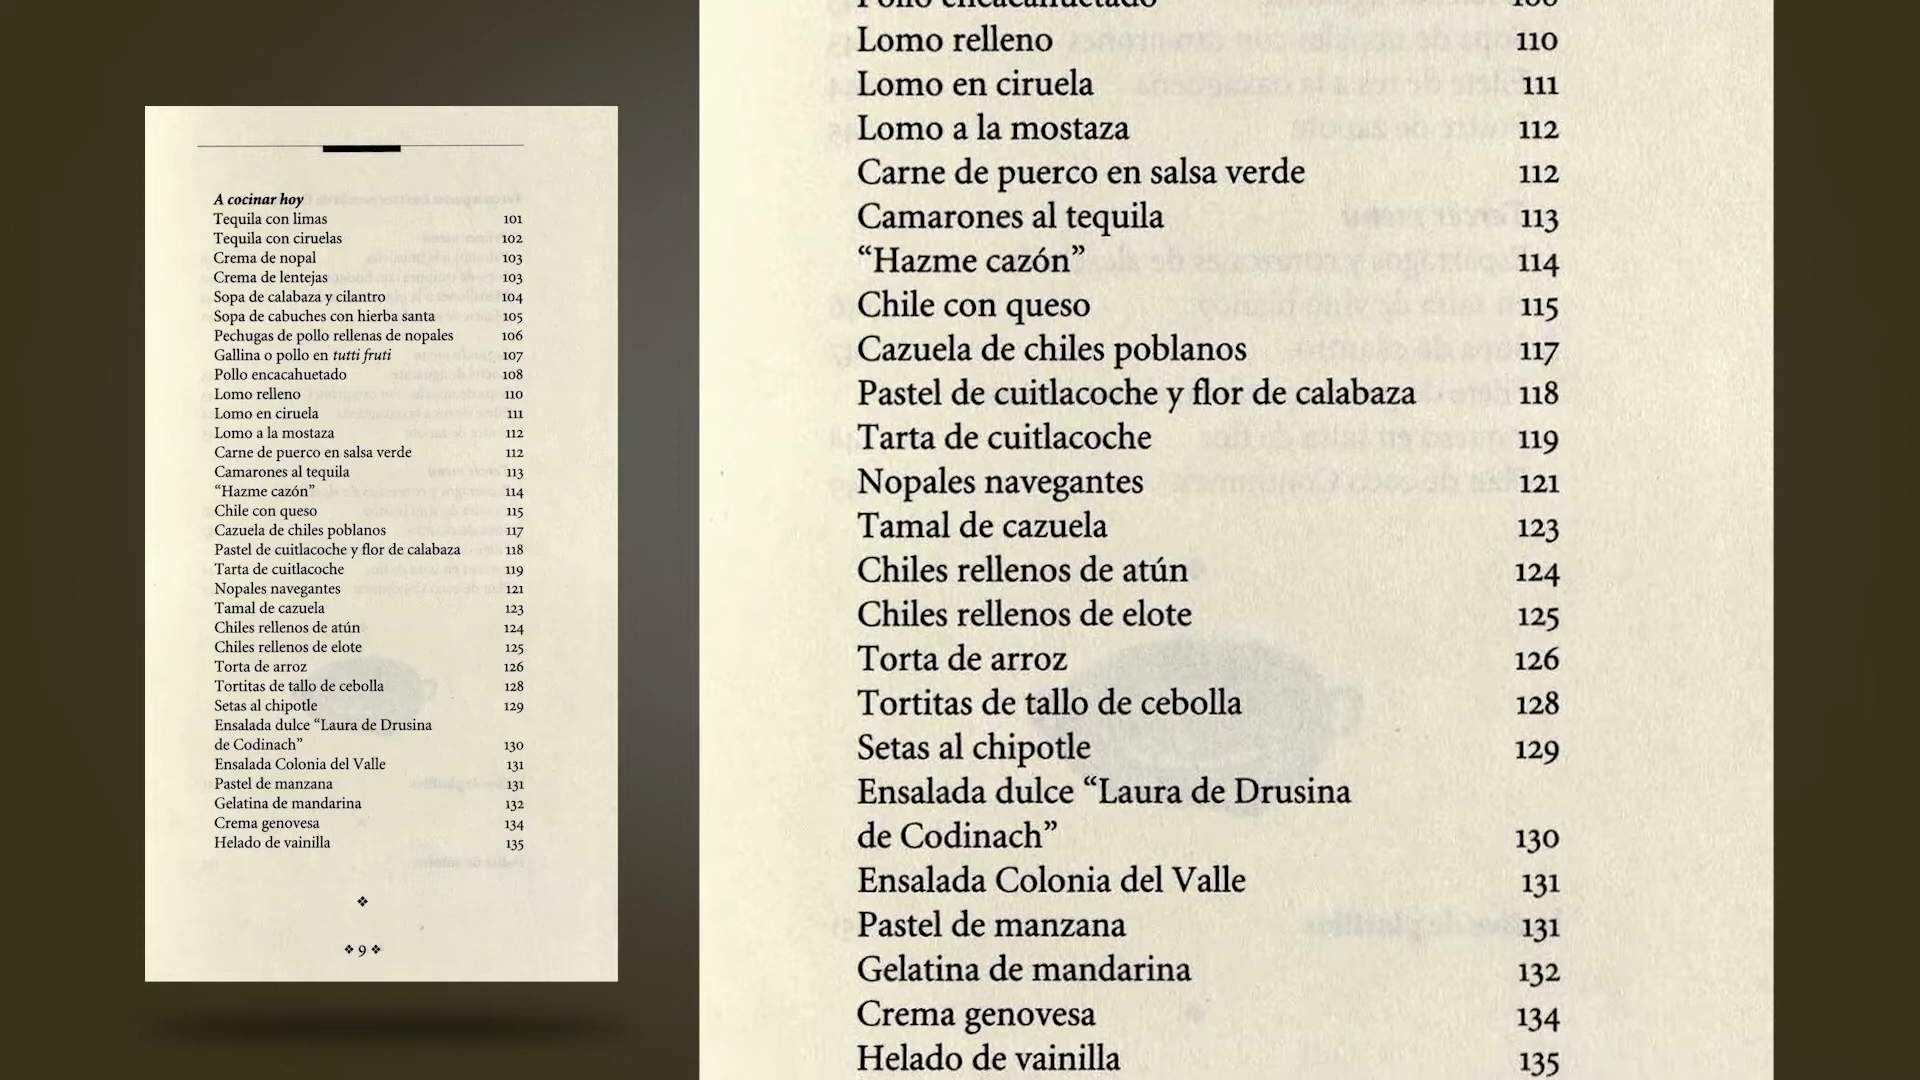 A cocinar hoy
Tequila con limas 101
Tequila con ciruelas 102
Crema de nopal 103
Crema de lentejas 103
Sopa de calabaza y cilantro 104
Sopa de cabuches con hierba santa 105
Pechugas de pollo rellenas de nopales 106
Gallina o pollo en tutti fruti 107
Pollo encacahuetado 108
Lomo relleno 110
Lomo en ciruela 111
Lomo a la mostaza 112
Carne de puerco en salsa verde 112
Camarones al tequila 113
“Hazme cazón” 114
Chile con queso 115
Cazuela de chiles poblanos 117
Pastel de cuitlacoche y flor de calabaza 118
Tarta de cuitlacoche 119
Nopales navegantes 121
Tamal de cazuela 123
Chiles rellenos de atún 124
Chiles rellenos de elote 125
Torta de arroz 126
Tortitas de tallo de cebolla 128
Setas al chipotle 129
Ensalada dulce “Laura de Drusina
de Codinach” 130
Ensalada Colonia del Valle 131
Pastel de manzana 131
Gelatina de mandarina 132
Crema genovesa 134
Helado de vainilla 135
9
Pollo encacahuetado 108
Lomo relleno 110
Lomo en ciruela 111
Lomo a la mostaza 112
Carne de puerco en salsa verde 112
Camarones al tequila 113
“Hazme cazón” 114
Chile con queso 115
Cazuela de chiles poblanos 117
Pastel de cuitlacoche y flor de calabaza 118
Tarta de cuitlacoche 119
Nopales navegantes 121
Tamal de cazuela 123
Chiles rellenos de atún 124
Chiles rellenos de elote 125
Torta de arroz 126
Tortitas de tallo de cebolla 128
Setas al chipotle 129
Ensalada dulce “Laura de Drusina
de Codinach” 130
Ensalada Colonia del Valle 131
Pastel de manzana 131
Gelatina de mandarina 132
Crema genovesa 134
Helado de vainilla 135